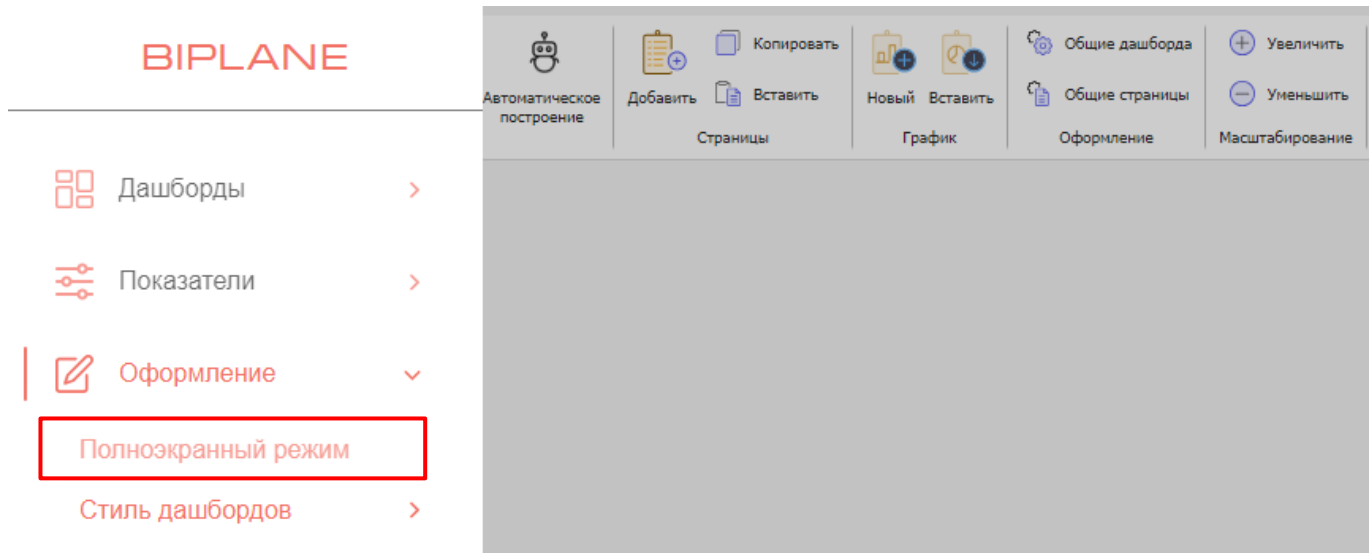 BIPLANE
Дашборды
Показатели
Оформление
Полноэкранный режим
Стиль дашбордов
Автоматическое
построение
Добавить
Копировать
Вставить
Страницы
Новый
Вставить
График
Общие дашборда
Общие страницы
Оформление
Увеличить
Уменьшить
Масштабирование